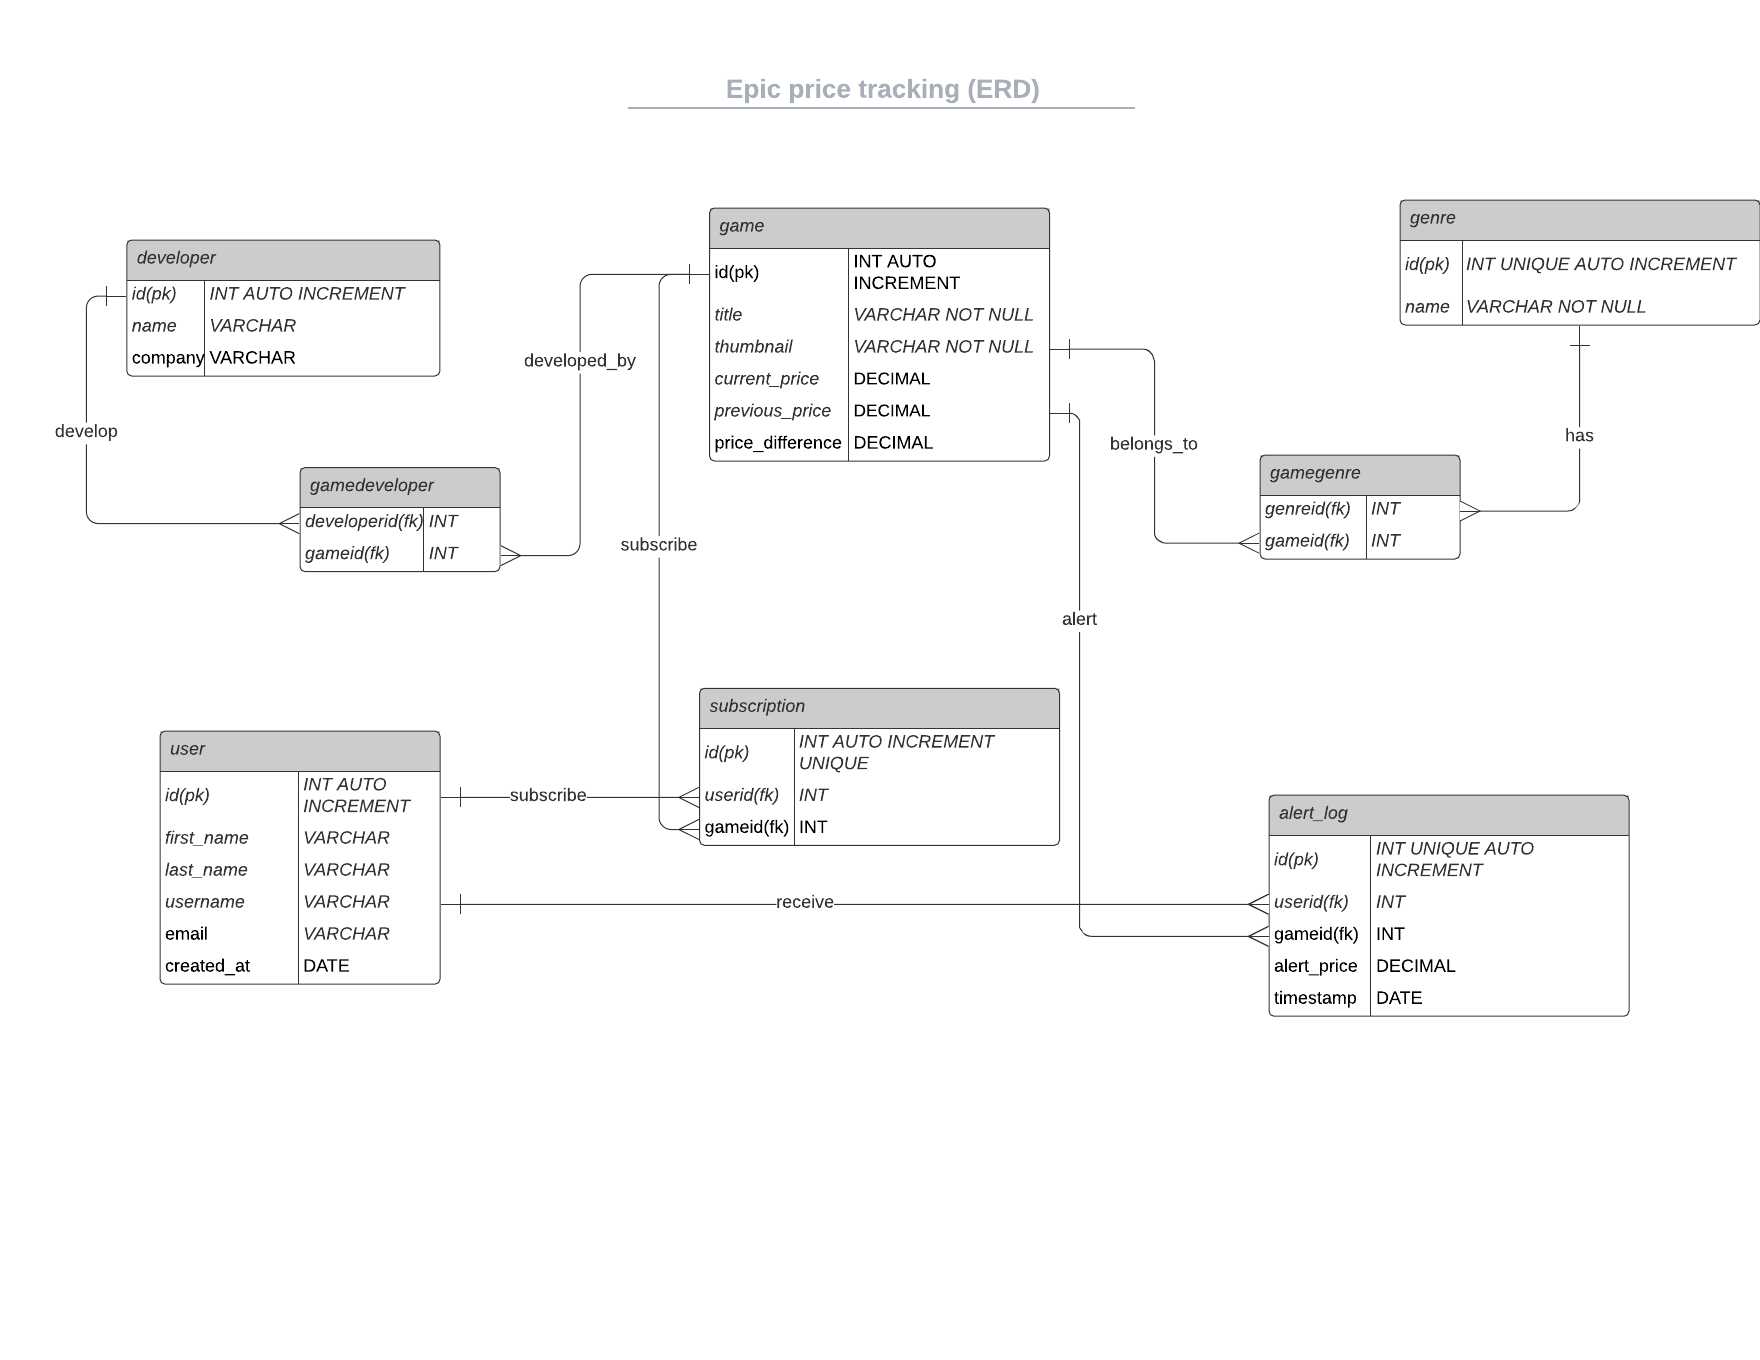 Epic price tracking (ERD)
developer
id(pk) INT AUTO INCREMENT
name VARCHAR
company VARCHAR
game
id(pk) INT AUTO
INCREMENT
title VARCHAR NOT NULL
thumbnail VARCHAR NOT NULL
current_price DECIMAL
previous_price DECIMAL
price_difference DECIMAL
genre
id(pk) INT UNIQUE AUTO INCREMENT
name VARCHAR NOT NULL
develop
developed_by
belongs_to
has
gamedeveloper
developerid(fk) INT
gameid(fk) INT
gamegenre
genreid(fk) INT
gameid(fk) INT
subscribe
alert
user
id(pk) INT AUTO
INCREMENT
first_name VARCHAR
last_name VARCHAR
username VARCHAR
email VARCHAR
created_at DATE
subscribe
subscription
id(pk) INT AUTO INCREMENT
UNIQUE
userid(fk) INT
gameid(fk) INT
receive
alert_log
id(pk) INT UNIQUE AUTO
INCREMENT
userid(fk) INT
gameid(fk) INT
alert_price DECIMAL
timestamp DATE